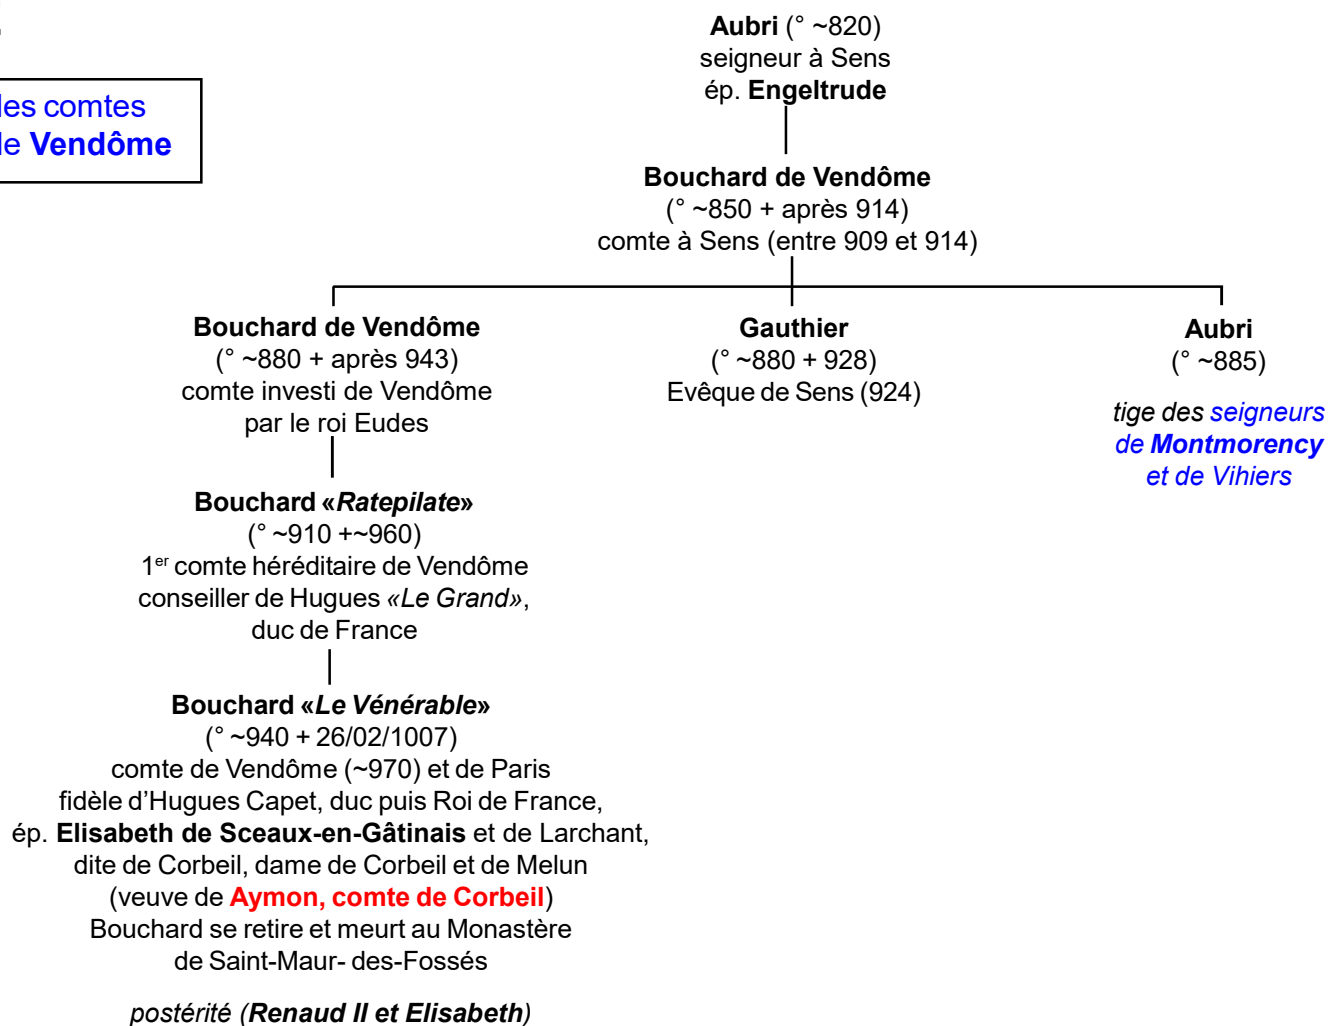 Aubri (° ~820)
seigneur à Sens
ép. Engeltrude
les comtes
de Vendôme
Bouchard de Vendôme
(° ~850 + après 914)
comte à Sens (entre 909 et 914)
Bouchard de Vendôme
(° ~880 + après 943)
comte investi de Vendôme
par le roi Eudes
Gauthier
(° ~880 + 928)
Evêque de Sens (924)
Aubri
(° ~885)
tige des seigneurs
de Montmorency
et de Vihiers
Bouchard «Ratepilate»
(° ~910 +~960)
1er comte héréditaire de Vendôme
conseiller de Hugues «Le Grand»,
duc de France
Bouchard «Le Vénérable»
(° ~940 + 26/02/1007)
comte de Vendôme (~970) et de Paris
fidèle d'Hugues Capet, duc puis Roi de France,
ép. Elisabeth de Sceaux-en-Gâtinais et de Larchant,
dite de Corbeil, dame de Corbeil et de Melun
(veuve de Aymon, comte de Corbeil)
Bouchard se retire et meurt au Monastère
de Saint-Maur- des-Fossés
postérité (Renaud II et Elisabeth)